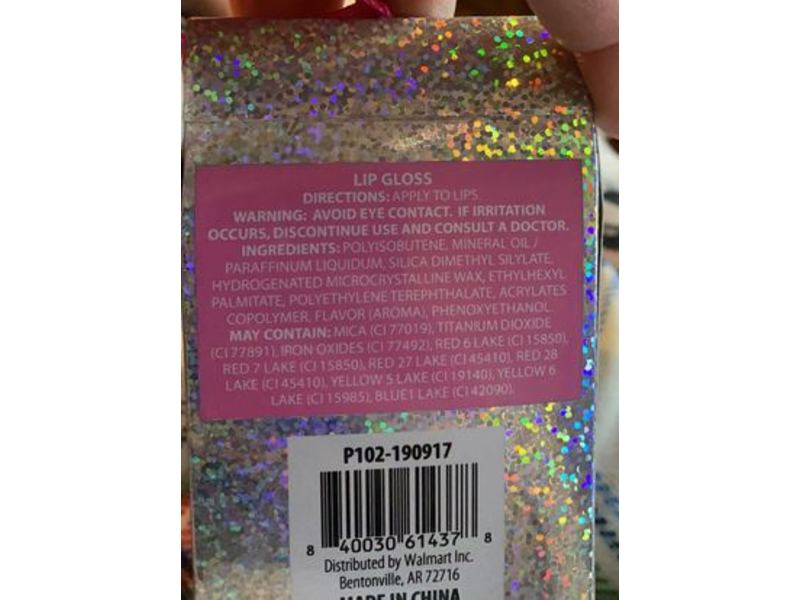 LIP GLOSS
DIRECTIONS: APPLY TO LIPS
WARNING: AVOID EYE CONTACT. IF IRRITATION
OCCURS, DISCONTINUE USE AND CONSULT A DOCTOR.
INGREDIENTS: POLYISOBUTENE, MINERAL OIL /
PARAFFINUM LIQUIDUM, SILICA DIMETHYL SILYLATE,
HYDROGENATED MICROCRYSTALLINE WAX, ETHYLHEXYL
PALMITATE, POLYETHYLENE TEREPHTHALATE, ACRYLATES
COPOLYMER, FLAVOR (AROMA), PHENOXYETHANOL.
MAY CONTAIN: MICA (CI 77019), TITANIUM DIOXIDE
(CI 77891), IRON OXIDES (CI 77492), RED 6 LAKE (CI 15850),
RED 7 LAKE (CI 15850), RED 27 LAKE (CI 45410), RED 28
LAKE (CI 45410), YELLOW 5 LAKE (CI 19140), YELLOW 6
LAKE (CI 15985), BLUE1 LAKE (CI 42090).
P102-190917
8 40030 61437 8
Distributed by Walmart Inc.
Bentonville, AR 72716
MADE IN CHINA